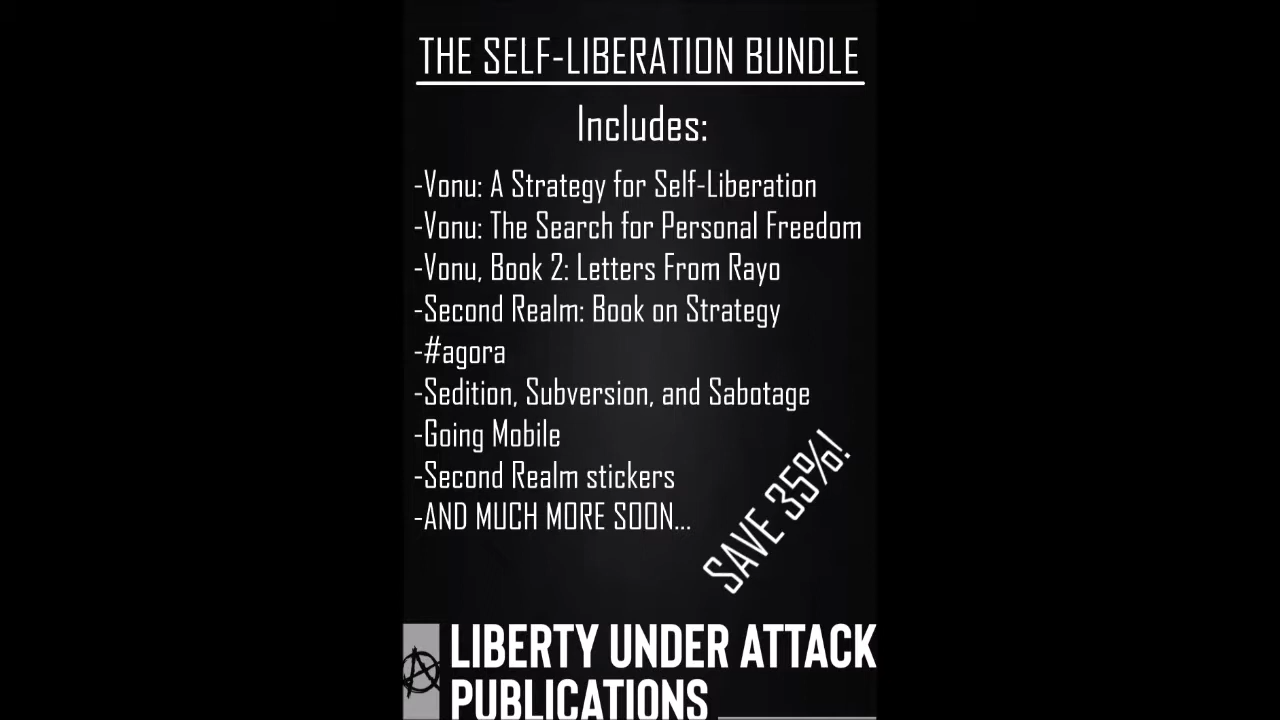 THE SELF-LIBERATION BUNDLE
Includes:
-Vonu: A Strategy for Self-Liberation
-Vonu: The Search for Personal Freedom
-Vonu, Book 2: Letters From Rayo
-Second Realm: Book on Strategy
-#agora
-Sedition, Subversion, and Sabotage
-Going Mobile
-Second Realm stickers
-AND MUCH MORE SOON...
SAVE 35%!
LIBERTY UNDER ATTACK
PUBLICATIONS